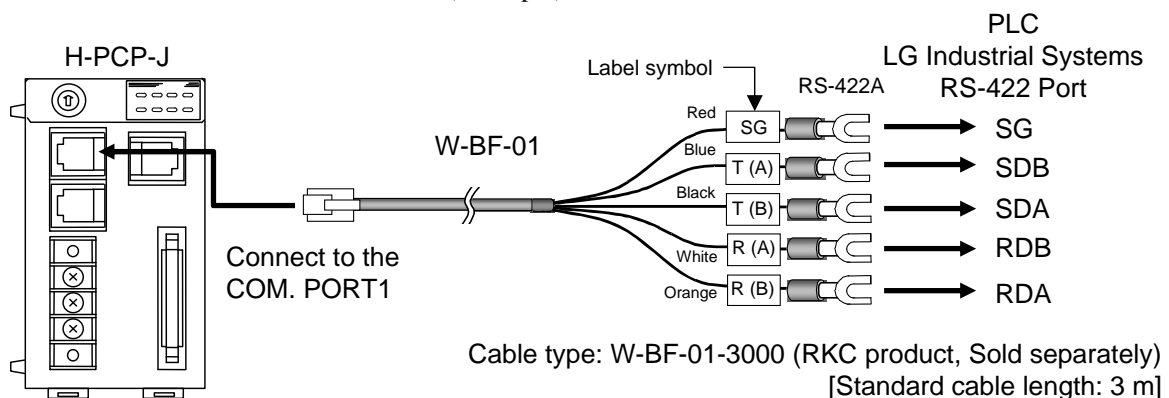 PLC
LG Industrial Systems
RS-422 Port
H-PCP-J
Label symbol
RS-422A
Red
SG
SG
W-BF-01
Blue
T (A)
SDB
Black
T (B)
SDA
White
R (A)
RDB
Orange
R (B)
RDA
Connect to the
COM. PORT1
Cable type: W-BF-01-3000 (RKC product, Sold separately)
[Standard cable length: 3 m]